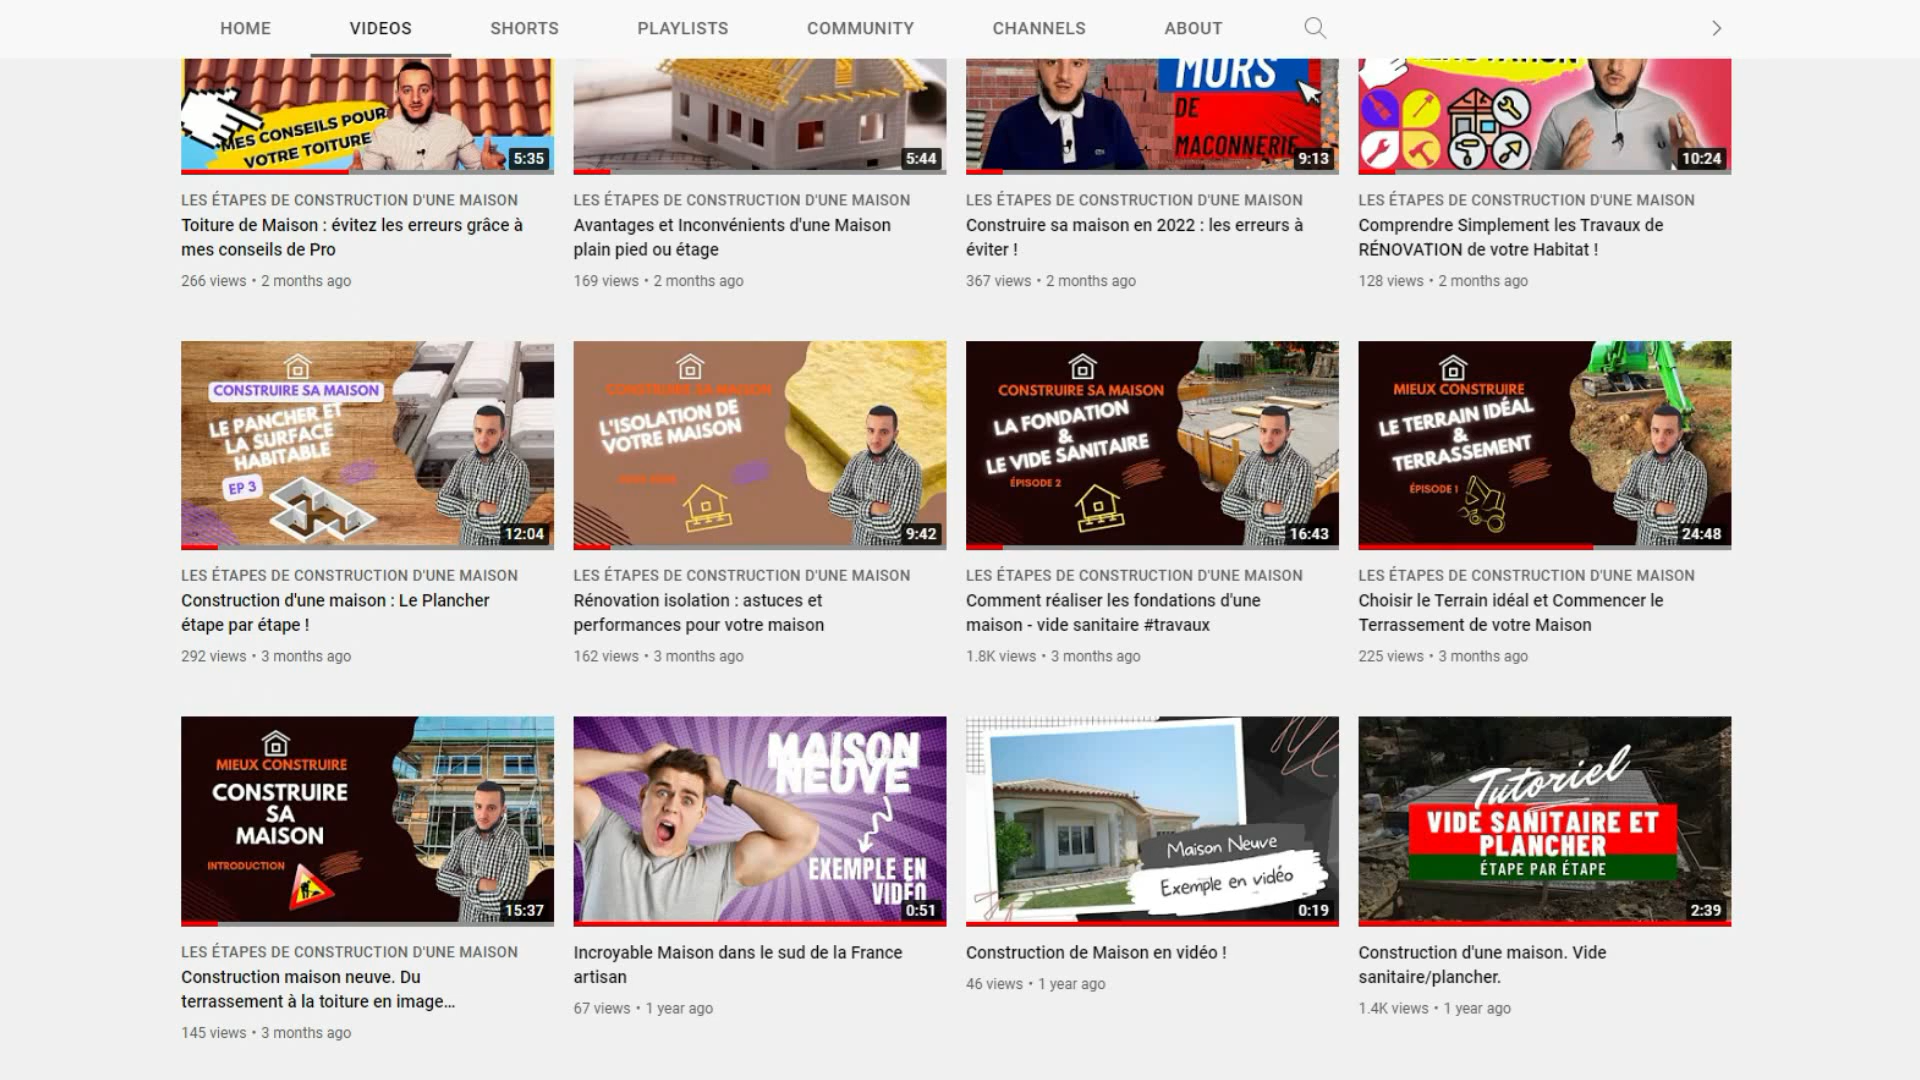 HOME
VIDEOS
SHORTS
PLAYLISTS
COMMUNITY
CHANNELS
ABOUT
MES CONSEILS POUR
VOTRE TOITURE
5:35
5:44
MURS
DE
MACONNERIE
9:13
10:24
LES ÉTAPES DE CONSTRUCTION D'UNE MAISON
Toiture de Maison : évitez les erreurs grâce à
mes conseils de Pro
266 views • 2 months ago
LES ÉTAPES DE CONSTRUCTION D'UNE MAISON
Avantages et Inconvénients d'une Maison
plain pied ou étage
169 views • 2 months ago
LES ÉTAPES DE CONSTRUCTION D'UNE MAISON
Construire sa maison en 2022 : les erreurs à
éviter !
367 views • 2 months ago
LES ÉTAPES DE CONSTRUCTION D'UNE MAISON
Comprendre Simplement les Travaux de
RÉNOVATION de votre Habitat !
128 views • 2 months ago
CONSTRUIRE SA MAISON
LE PANCHER ET
LA SURFACE
HABITABLE
EP 3
12:04
CONSTRUIRE SA MAISON
L'ISOLATION DE
VOTRE MAISON
9:42
CONSTRUIRE SA MAISON
LA FONDATION
&
LE VIDE SANITAIRE
ÉPISODE 2
16:43
MIEUX CONSTRUIRE
LE TERRAIN IDÉAL
&
TERRASSEMENT
ÉPISODE 1
24:48
LES ÉTAPES DE CONSTRUCTION D'UNE MAISON
Construction d'une maison : Le Plancher
étape par étape !
292 views • 3 months ago
LES ÉTAPES DE CONSTRUCTION D'UNE MAISON
Rénovation isolation : astuces et
performances pour votre maison
162 views • 3 months ago
LES ÉTAPES DE CONSTRUCTION D'UNE MAISON
Comment réaliser les fondations d'une
maison - vide sanitaire #travaux
1.8K views • 3 months ago
LES ÉTAPES DE CONSTRUCTION D'UNE MAISON
Choisir le Terrain idéal et Commencer le
Terrassement de votre Maison
225 views • 3 months ago
MIEUX CONSTRUIRE
CONSTRUIRE
SA
MAISON
INTRODUCTION
15:37
MAISON
NEUVE
EXEMPLE EN
VIDÉO
0:51
Maison Neuve
Exemple en vidéo
0:19
Tutoriel
VIDE SANITAIRE ET
PLANCHER
ÉTAPE PAR ÉTAPE
2:39
LES ÉTAPES DE CONSTRUCTION D'UNE MAISON
Construction maison neuve. Du
terrassement à la toiture en image...
145 views • 3 months ago
Incroyable Maison dans le sud de la France
artisan
67 views • 1 year ago
Construction de Maison en vidéo !
46 views • 1 year ago
Construction d'une maison. Vide
sanitaire/plancher.
1.4K views • 1 year ago